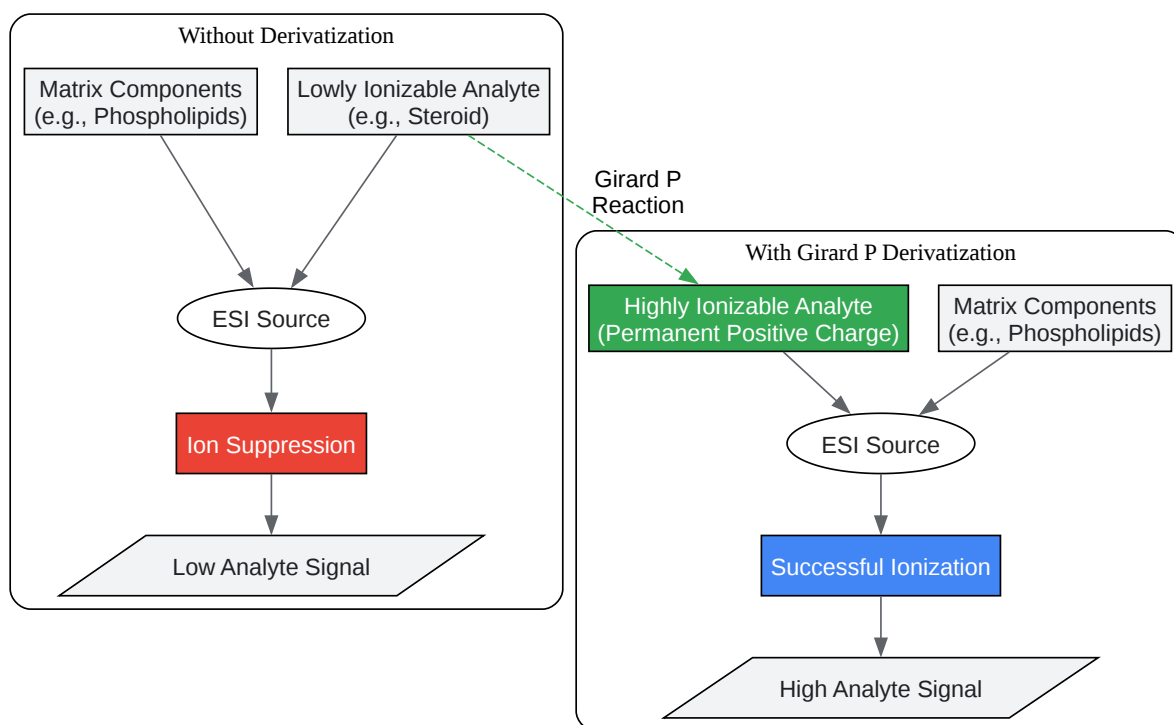 Without Derivatization
Matrix Components
(e.g., Phospholipids)
Lowly Ionizable Analyte
(e.g., Steroid)
ESI Source
Ion Suppression
Low Analyte Signal
Girard P
Reaction
With Girard P Derivatization
Highly Ionizable Analyte
(Permanent Positive Charge)
Matrix Components
(e.g., Phospholipids)
ESI Source
Successful Ionization
High Analyte Signal